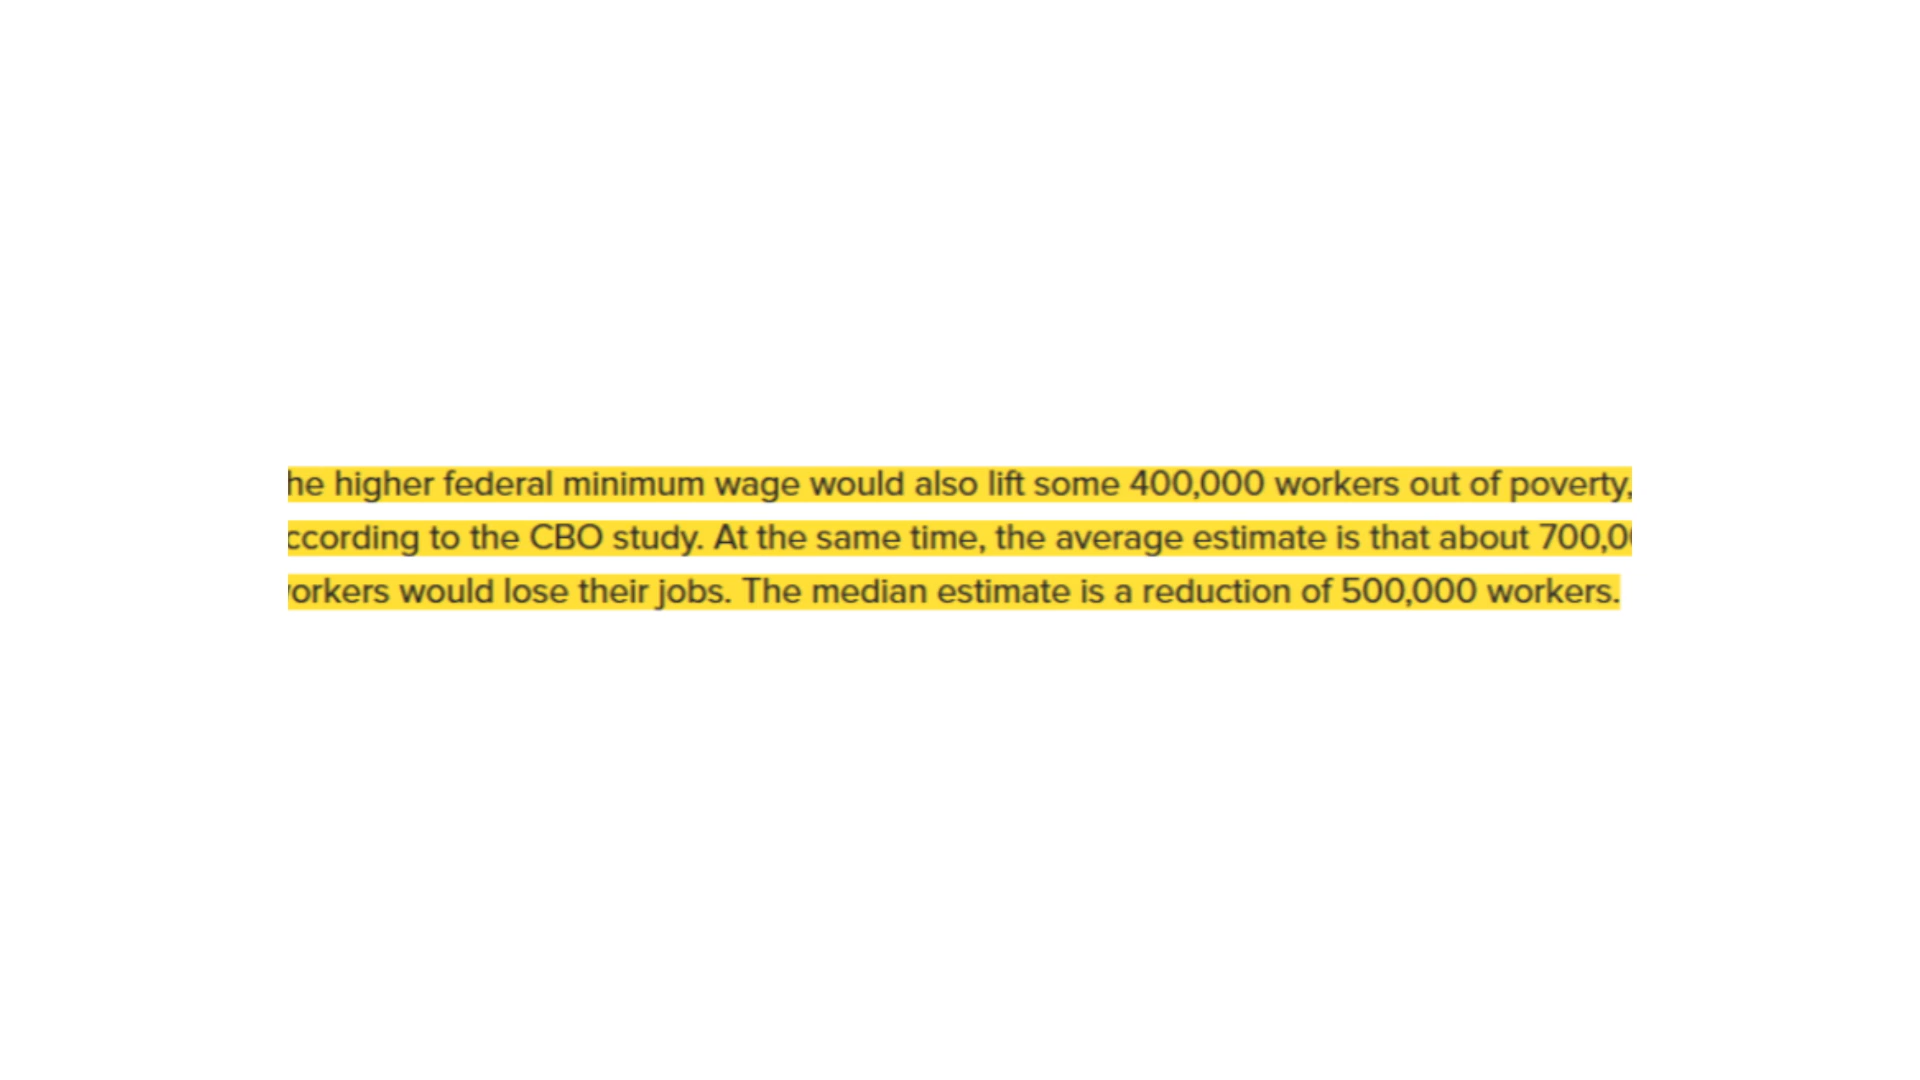 he higher federal minimum wage would also lift some 400,000 workers out of poverty,
ccording to the CBO study. At the same time, the average estimate is that about 700,0
orkers would lose their jobs. The median estimate is a reduction of 500,000 workers.